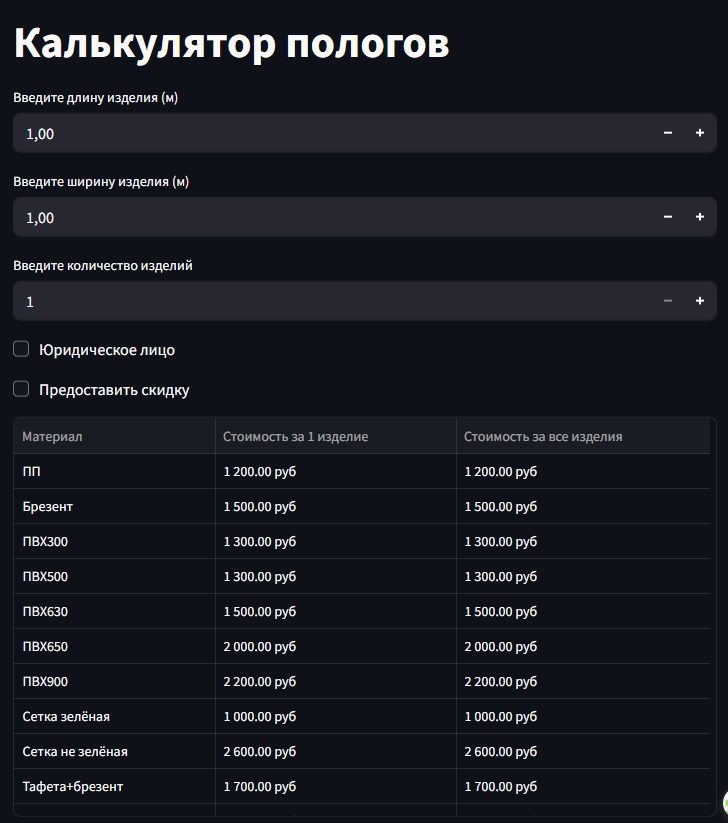 Калькулятор пологов
Введите длину изделия (м)
1,00
Введите ширину изделия (м)
1,00
Введите количество изделий
1
Юридическое лицо
Предоставить скидку
Материал Стоимость за 1 изделие Стоимость за все изделия
ПП 1 200.00 руб 1 200.00 руб
Брезент 1 500.00 руб 1 500.00 руб
ПВХ300 1 300.00 руб 1 300.00 руб
ПВХ500 1 300.00 руб 1 300.00 руб
ПВХ630 1 500.00 руб 1 500.00 руб
ПВХ650 2 000.00 руб 2 000.00 руб
ПВХ900 2 200.00 руб 2 200.00 руб
Сетка зелёная 1 000.00 руб 1 000.00 руб
Сетка не зелёная 2 600.00 руб 2 600.00 руб
Тафета+брезент 1 700.00 руб 1 700.00 руб